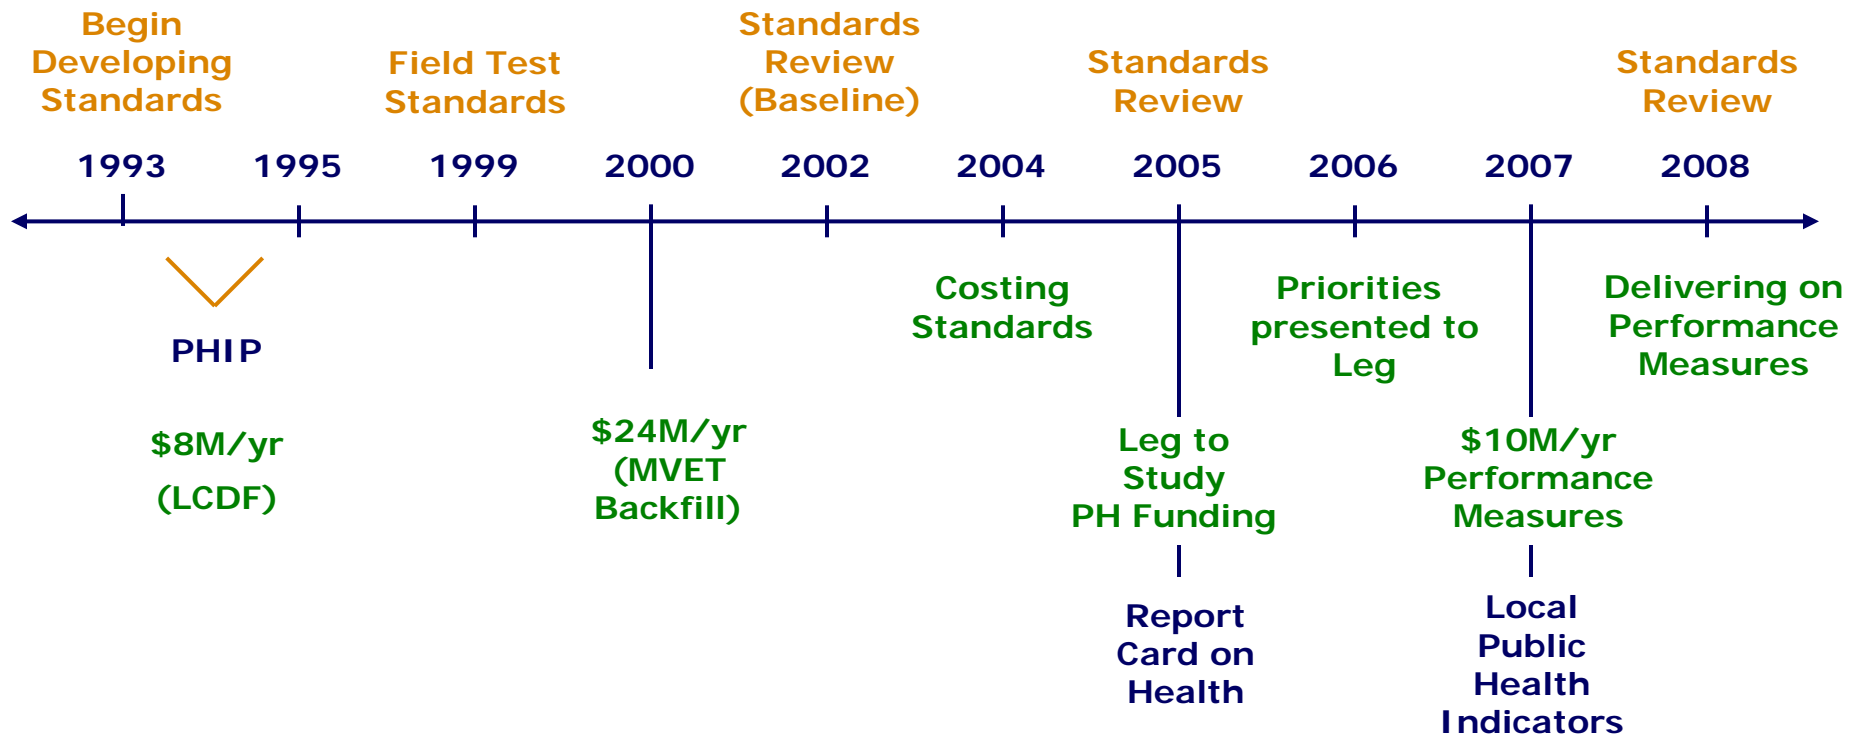 Begin
Developing
Standards
Field Test
Standards
Standards
Review
(Baseline)
Standards
Review
Standards
Review
1993 1995 1999 2000 2002 2004 2005 2006 2007 2008
PHIP
$8M/yr
(LCDF)
$24M/yr
(MVET
Backfill)
Costing
Standards
Leg to
Study
PH Funding
Report
Card on
Health
Priorities
presented to
Leg
$10M/yr
Performance
Measures
Local
Public
Health
Indicators
Delivering on
Performance
Measures